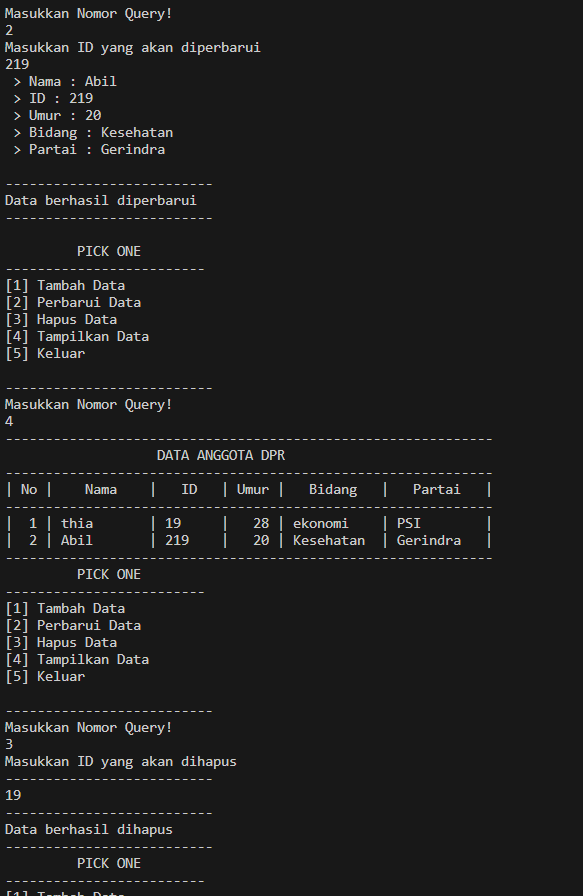 Masukkan Nomor Query!
2
Masukkan ID yang akan diperbarui
219
 > Nama : Abil
 > ID : 219
 > Umur : 20
 > Bidang : Kesehatan
 > Partai : Gerindra
--------------------------
Data berhasil diperbarui
--------------------------
         PICK ONE
-------------------------
[1] Tambah Data
[2] Perbarui Data
[3] Hapus Data
[4] Tampilkan Data
[5] Keluar
--------------------------
Masukkan Nomor Query!
4
-------------------------------------------------------------
                   DATA ANGGOTA DPR
-------------------------------------------------------------
| No |    Nama    |   ID   | Umur |   Bidang   |   Partai   |
-------------------------------------------------------------
|  1 | thia       | 19     |   28 | ekonomi    | PSI        |
|  2 | Abil       | 219    |   20 | Kesehatan  | Gerindra   |
-------------------------------------------------------------
         PICK ONE
-------------------------
[1] Tambah Data
[2] Perbarui Data
[3] Hapus Data
[4] Tampilkan Data
[5] Keluar
--------------------------
Masukkan Nomor Query!
3
Masukkan ID yang akan dihapus
--------------------------
19
--------------------------
Data berhasil dihapus
--------------------------
         PICK ONE
-------------------------
[1] Tambah Data